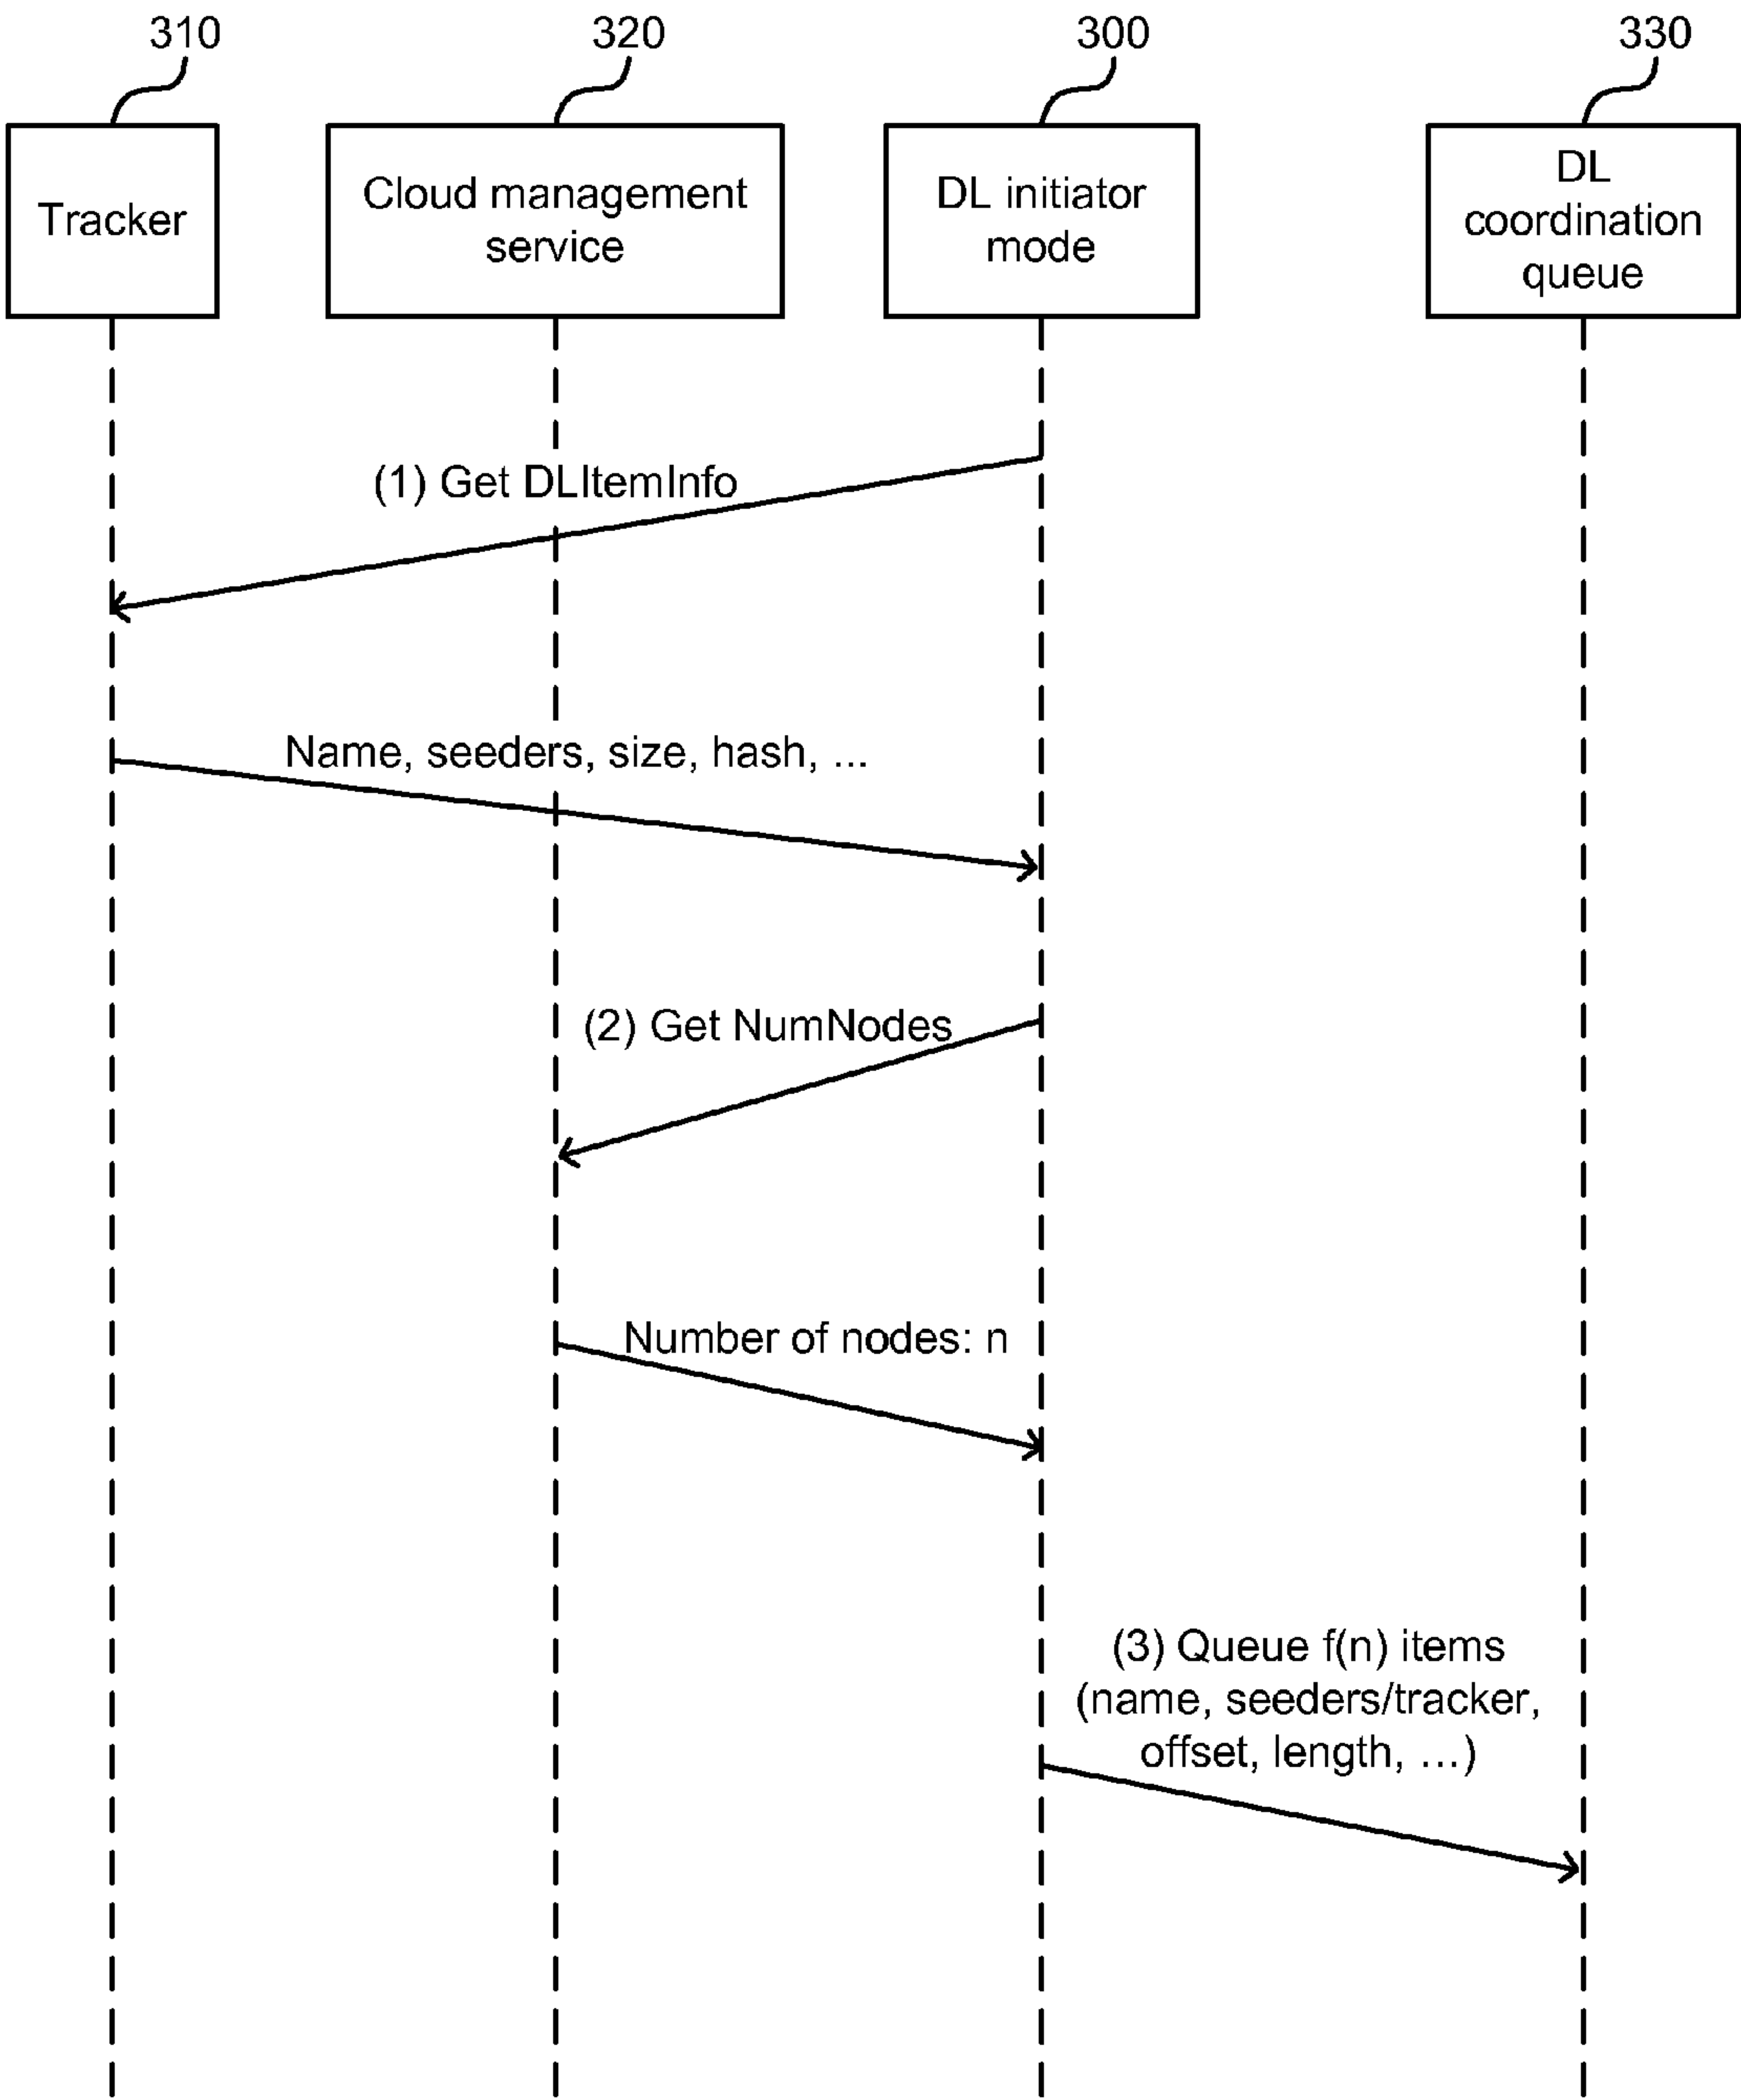 310
320
300
330
Tracker
Cloud management
service
DL initiator
mode
DL
coordination
queue
(1) Get DLItemInfo
Name, seeders, size, hash, ...
(2) Get NumNodes
Number of nodes: n
(3) Queue f(n) items
(name, seeders/tracker,
offset, length, ...)